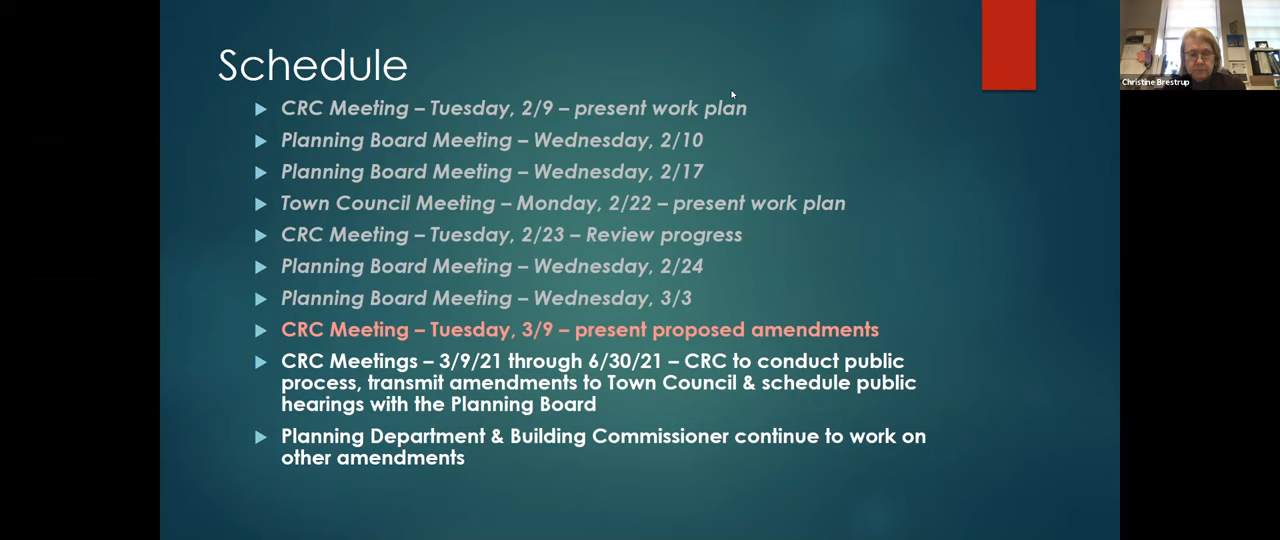 Schedule
CRC Meeting – Tuesday, 2/9 – present work plan
Planning Board Meeting – Wednesday, 2/10
Planning Board Meeting – Wednesday, 2/17
Town Council Meeting – Monday, 2/22 – present work plan
CRC Meeting – Tuesday, 2/23 – Review progress
Planning Board Meeting – Wednesday, 2/24
Planning Board Meeting – Wednesday, 3/3
CRC Meeting – Tuesday, 3/9 – present proposed amendments
CRC Meetings – 3/9/21 through 6/30/21 – CRC to conduct public
process, transmit amendments to Town Council & schedule public
hearings with the Planning Board
Planning Department & Building Commissioner continue to work on
other amendments
Christine Brestrup